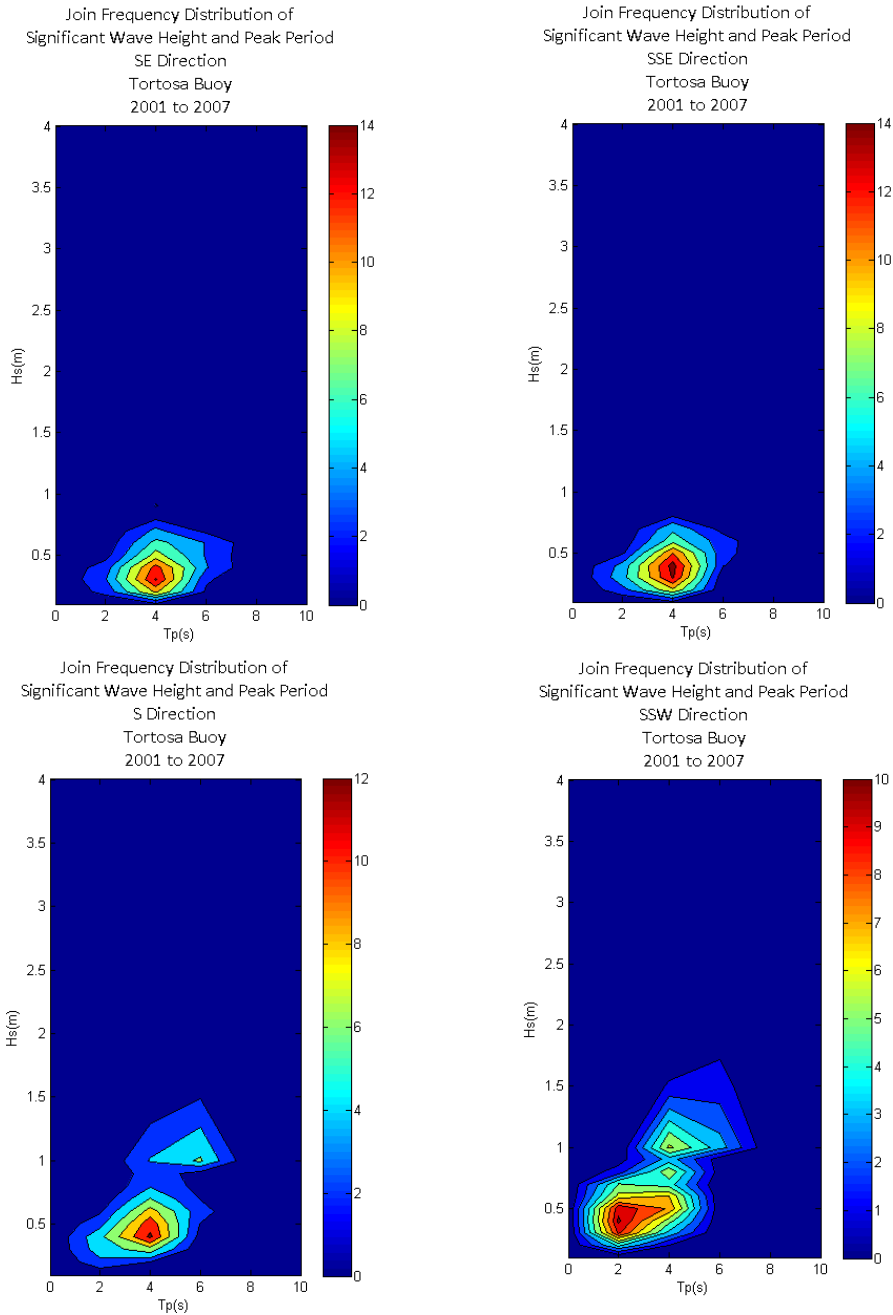 Join Frequency Distribution of
Significant Wave Height and Peak Period
SE Direction
Tortosa Buoy
2001 to 2007
4
3.5
3
2.5
2
1.5
1
0.5
Hs(m)
0 2 4 6 8 10
Tp(s)
14
12
10
8
6
4
2
0
Join Frequency Distribution of
Significant Wave Height and Peak Period
SSE Direction
Tortosa Buoy
2001 to 2007
4
3.5
3
2.5
2
1.5
1
0.5
Hs(m)
0 2 4 6 8 10
Tp(s)
14
12
10
8
6
4
2
0
Join Frequency Distribution of
Significant Wave Height and Peak Period
S Direction
Tortosa Buoy
2001 to 2007
4
3.5
3
2.5
2
1.5
1
0.5
Hs(m)
0 2 4 6 8 10
Tp(s)
12
10
8
6
4
2
0
Join Frequency Distribution of
Significant Wave Height and Peak Period
SSW Direction
Tortosa Buoy
2001 to 2007
4
3.5
3
2.5
2
1.5
1
0.5
Hs(m)
0 2 4 6 8 10
Tp(s)
10
9
8
7
6
5
4
3
2
1
0